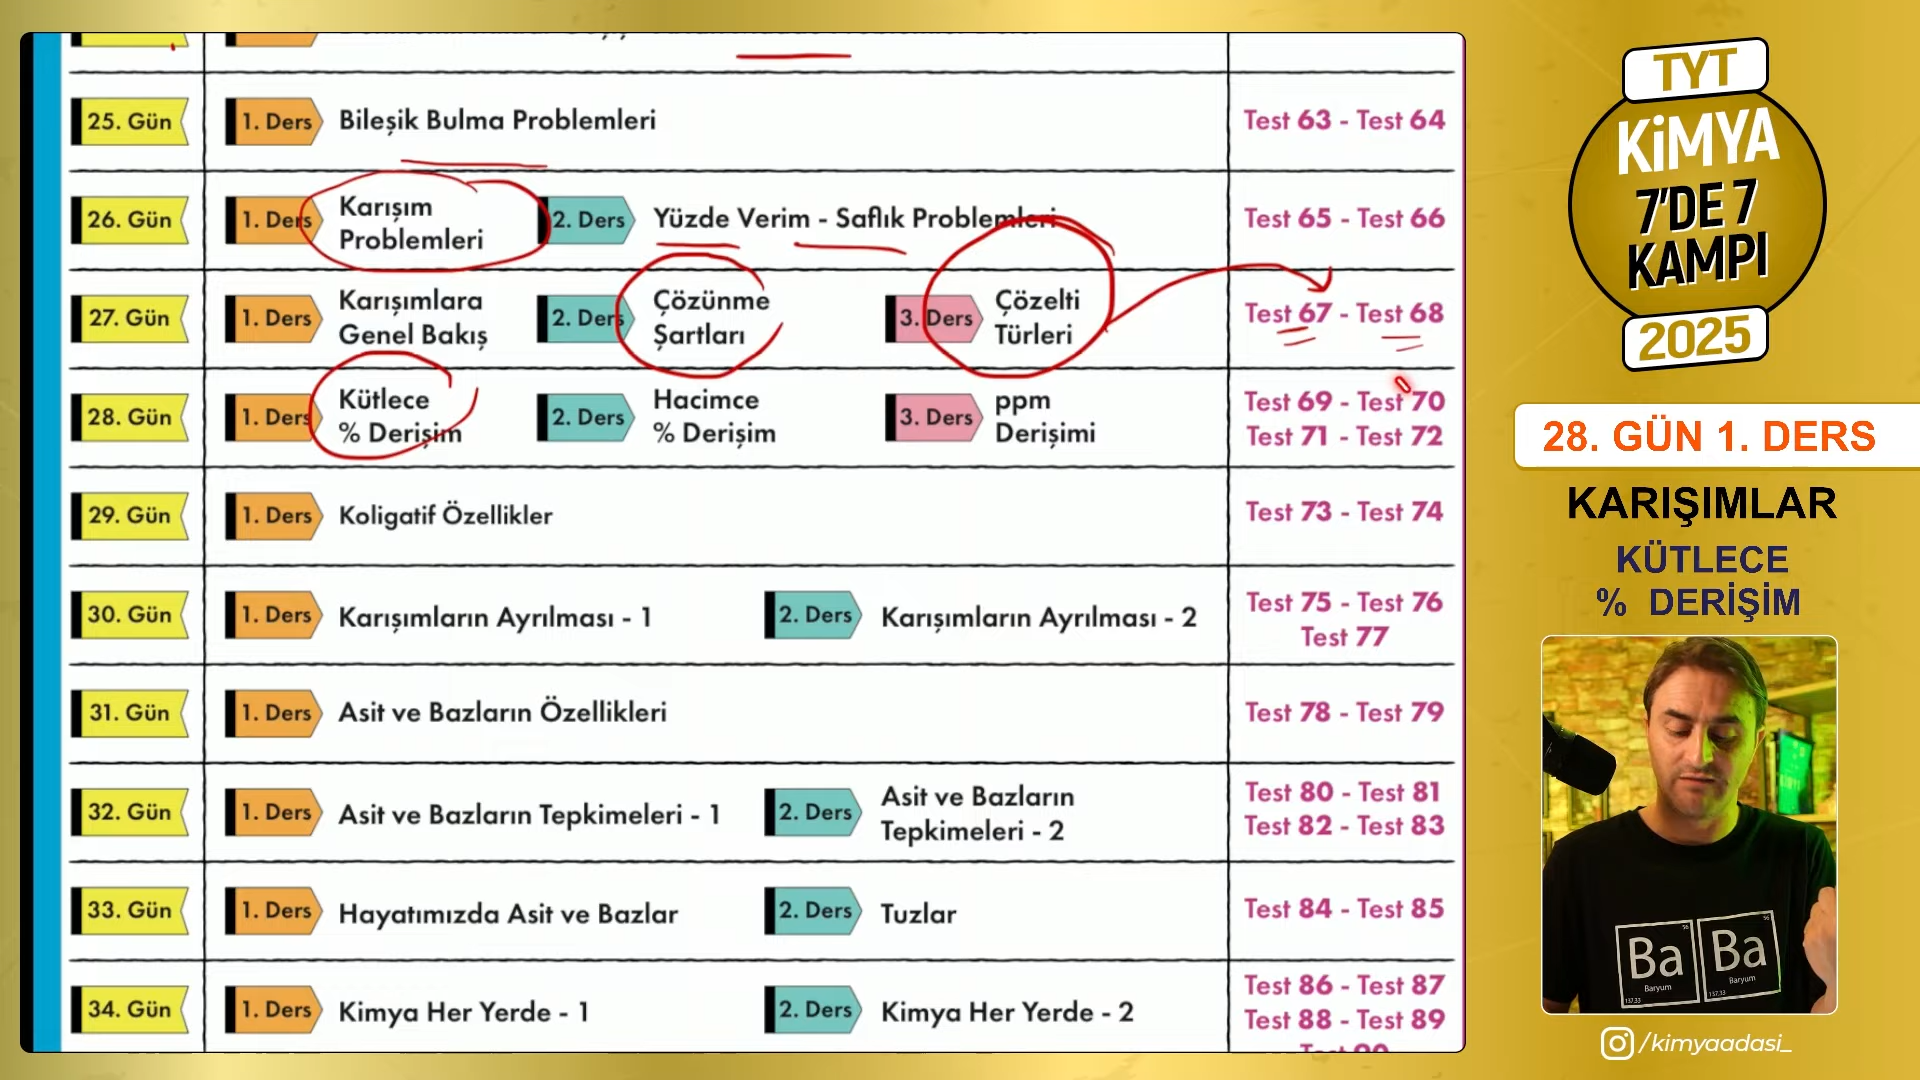 25. Gün 1. Ders Bileşik Bulma Problemleri Test 63 - Test 64
26. Gün 1. Ders Karışım Problemleri 2. Ders Yüzde Verim - Saflık Problemleri Test 65 - Test 66
27. Gün 1. Ders Karışımlara Genel Bakış 2. Ders Çözünme Şartları 3. Ders Çözelti Türleri Test 67 - Test 68
28. Gün 1. Ders Kütlece % Derişim 2. Ders Hacimce % Derişim 3. Ders ppm Derişimi Test 69 - Test 70 Test 71 - Test 72
29. Gün 1. Ders Koligatif Özellikler Test 73 - Test 74
30. Gün 1. Ders Karışımların Ayrılması - 1 2. Ders Karışımların Ayrılması - 2 Test 75 - Test 76 Test 77
31. Gün 1. Ders Asit ve Bazların Özellikleri Test 78 - Test 79
32. Gün 1. Ders Asit ve Bazların Tepkimeleri - 1 2. Ders Asit ve Bazların Tepkimeleri - 2 Test 80 - Test 81 Test 82 - Test 83
33. Gün 1. Ders Hayatımızda Asit ve Bazlar 2. Ders Tuzlar Test 84 - Test 85
34. Gün 1. Ders Kimya Her Yerde - 1 2. Ders Kimya Her Yerde - 2 Test 86 - Test 87 Test 88 - Test 89
TYT
KİMYA
7'DE 7
KAMPI
2025
28. GÜN 1. DERS
KARIŞIMLAR
KÜTLECE
% DERİŞİM
56 56
Ba Ba
Baryum Baryum
137,33 137,33
/kimyaadasi_